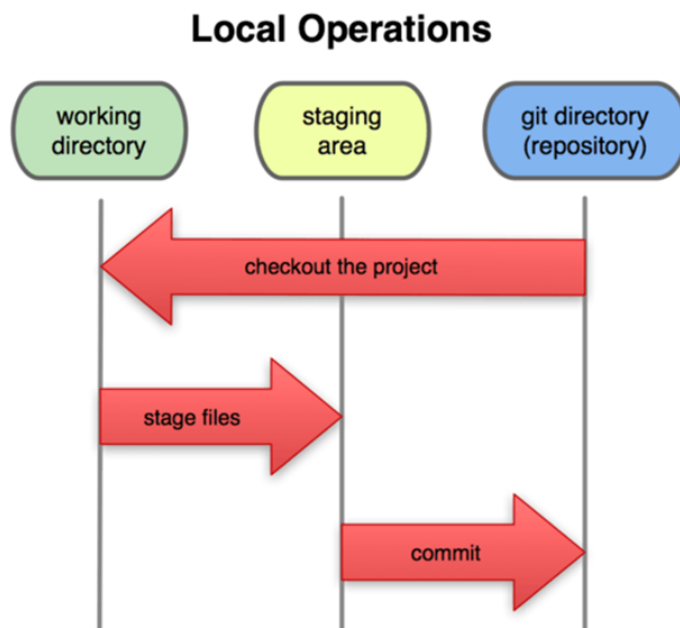 Local Operations
working
directory
staging
area
git directory
(repository)
checkout the project
stage files
commit